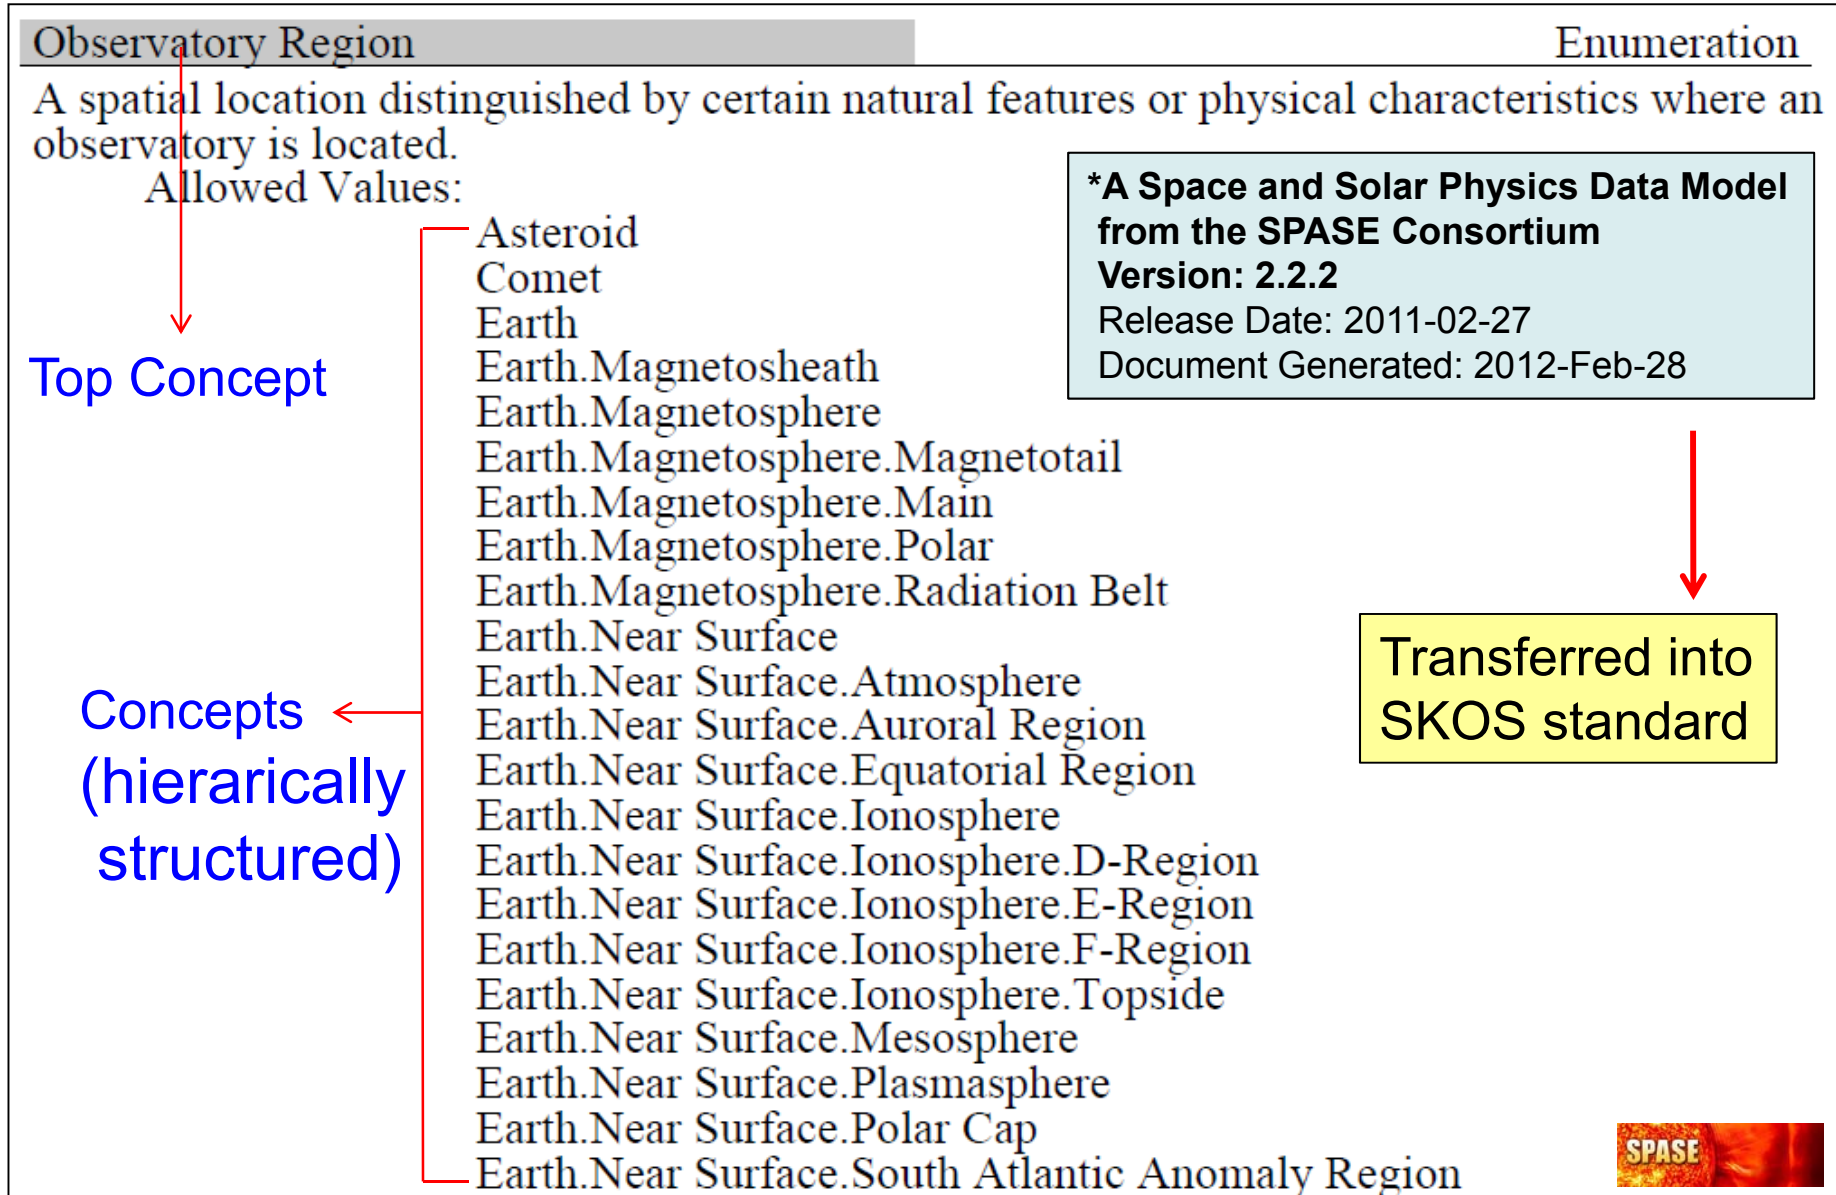 Observatory Region Enumeration
A spatial location distinguished by certain natural features or physical characteristics where an
observatory is located.
Allowed Values:
Asteroid
Comet
Earth
Earth.Magnetosheath
Earth.Magnetosphere
Earth.Magnetosphere.Magnetotail
Earth.Magnetosphere.Main
Earth.Magnetosphere.Polar
Earth.Magnetosphere.Radiation Belt
Earth.Near Surface
Earth.Near Surface.Atmosphere
Earth.Near Surface.Auroral Region
Earth.Near Surface.Equatorial Region
Earth.Near Surface.Ionosphere
Earth.Near Surface.Ionosphere.D-Region
Earth.Near Surface.Ionosphere.E-Region
Earth.Near Surface.Ionosphere.F-Region
Earth.Near Surface.Ionosphere.Topside
Earth.Near Surface.Mesosphere
Earth.Near Surface.Plasmasphere
Earth.Near Surface.Polar Cap
Earth.Near Surface.South Atlantic Anomaly Region
Top Concept
Concepts
(hierarically
structured)
*A Space and Solar Physics Data Model
from the SPASE Consortium
Version: 2.2.2
Release Date: 2011-02-27
Document Generated: 2012-Feb-28
Transferred into
SKOS standard
SPASE